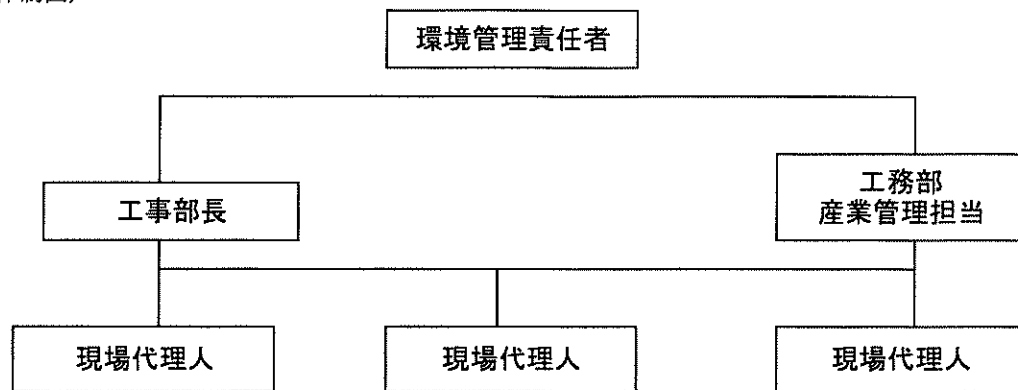 環境管理責任者
工事部長
工務部
産業管理担当
現場代理人
現場代理人
現場代理人